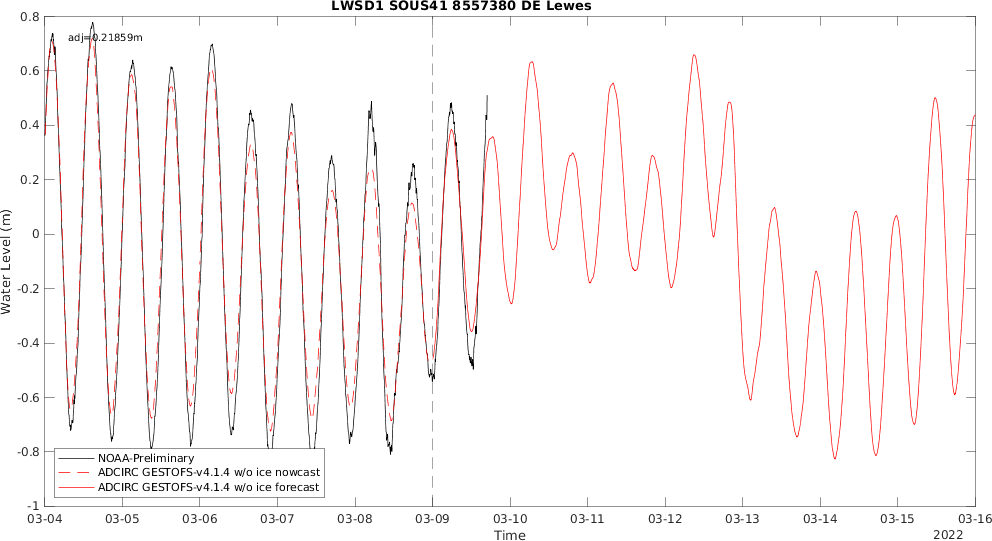 LWSD1 SOUS41 8557380 DE Lewes
adj=0.21859m
0.8
0.6
0.4
0.2
0
-0.2
-0.4
-0.6
-0.8
-1
Water Level (m)
NOAA-Preliminary
ADCIRC GESTOFS-v4.1.4 w/o ice nowcast
ADCIRC GESTOFS-v4.1.4 w/o ice forecast
03-04 03-05 03-06 03-07 03-08 03-09 03-10 03-11 03-12 03-13 03-14 03-15 03-16
Time
2022